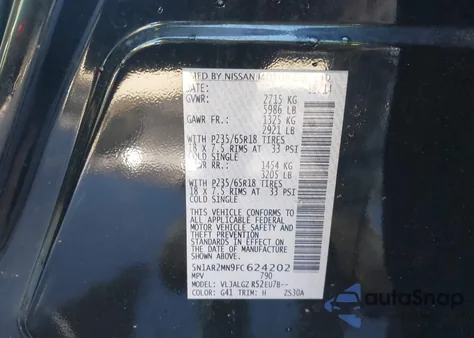 MFD BY NISSAN MOTOR
DATE:
GVWR: 2715 KG
5986 LB
GAWR FR.: 1325 KG
2921 LB
WITH P235/65R18 TIRES
18 X 7.5 RIMS AT 33 PSI
COLD SINGLE
GAWR RR.: 1454 KG
3205 LB
WITH P235/65R18 TIRES
18 X 7.5 RIMS AT 33 PSI
COLD SINGLE
THIS VEHICLE CONFORMS TO
ALL APPLICABLE FEDERAL
MOTOR VEHICLE SAFETY AND
THEFT PREVENTION
STANDARDS IN EFFECT ON
THE DATE OF MANUFACTURE
SHOWN ABOVE.
5N1AR2MN9FC624202
MPV 790
MODEL: VLJALGZ R52EU7B--
COLOR: G41 TRIM: H ZS30A
autoSnap